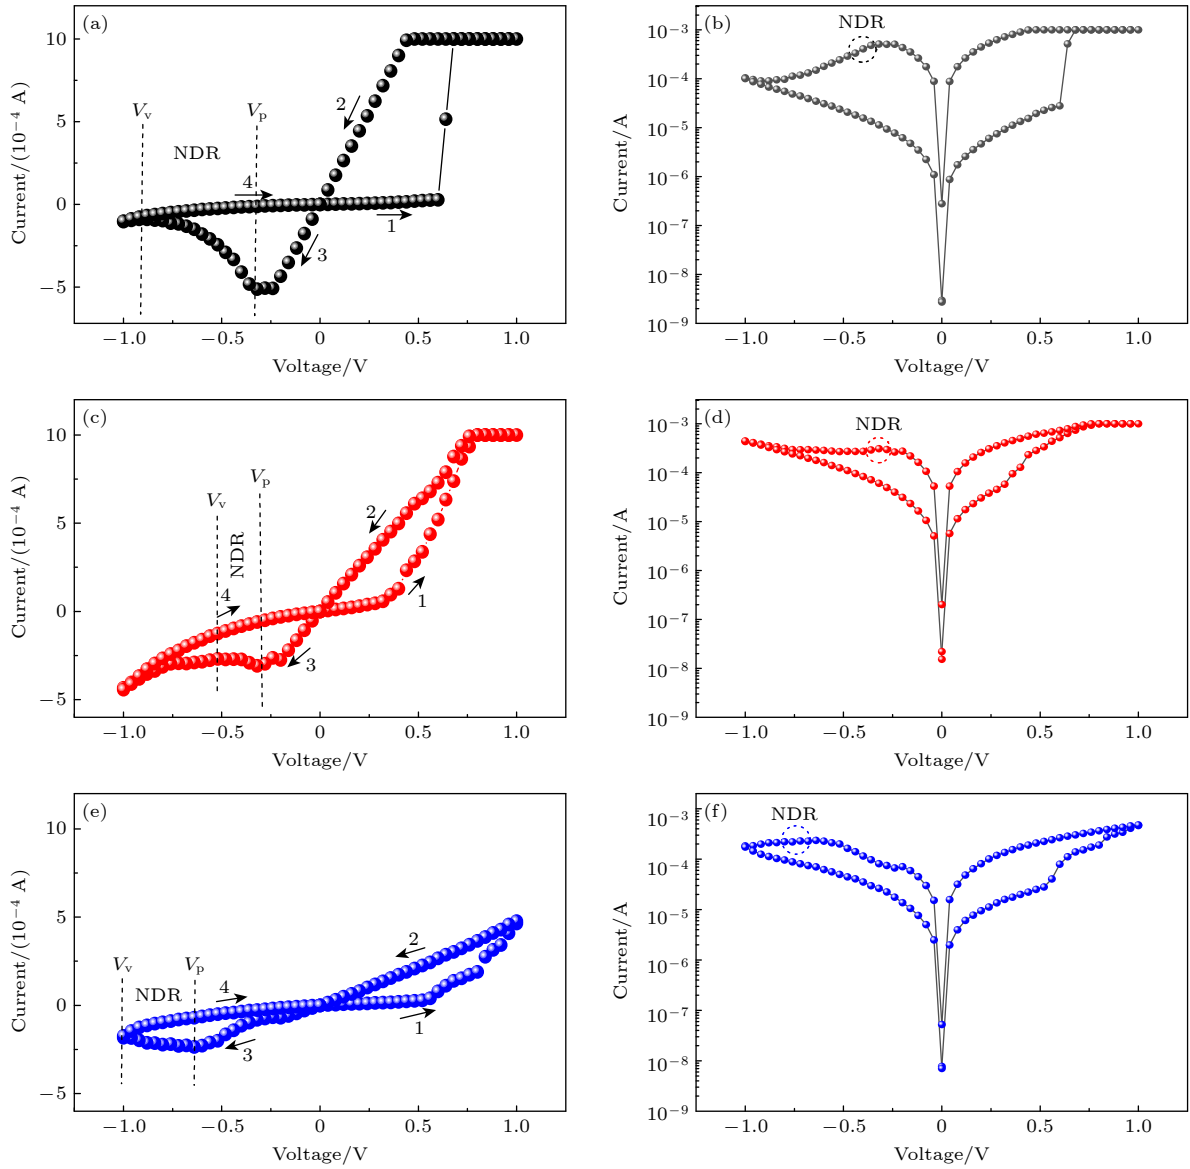 (a)
10
5
0
−5
Current/(10⁻⁴ A)
Vv
Vp
NDR
2
4
1
3
−1.0
−0.5
0
0.5
1.0
Voltage/V
(b)
NDR
10⁻³
10⁻⁴
10⁻⁵
10⁻⁶
10⁻⁷
10⁻⁸
10⁻⁹
Current/A
−1.0
−0.5
0
0.5
1.0
Voltage/V
(c)
10
5
0
−5
Current/(10⁻⁴ A)
Vv
Vp
NDR
2
4
1
3
−1.0
−0.5
0
0.5
1.0
Voltage/V
(d)
NDR
10⁻³
10⁻⁴
10⁻⁵
10⁻⁶
10⁻⁷
10⁻⁸
10⁻⁹
Current/A
−1.0
−0.5
0
0.5
1.0
Voltage/V
(e)
10
5
0
−5
Current/(10⁻⁴ A)
Vv
Vp
NDR
2
4
1
3
−1.0
−0.5
0
0.5
1.0
Voltage/V
(f)
NDR
10⁻³
10⁻⁴
10⁻⁵
10⁻⁶
10⁻⁷
10⁻⁸
10⁻⁹
Current/A
−1.0
−0.5
0
0.5
1.0
Voltage/V